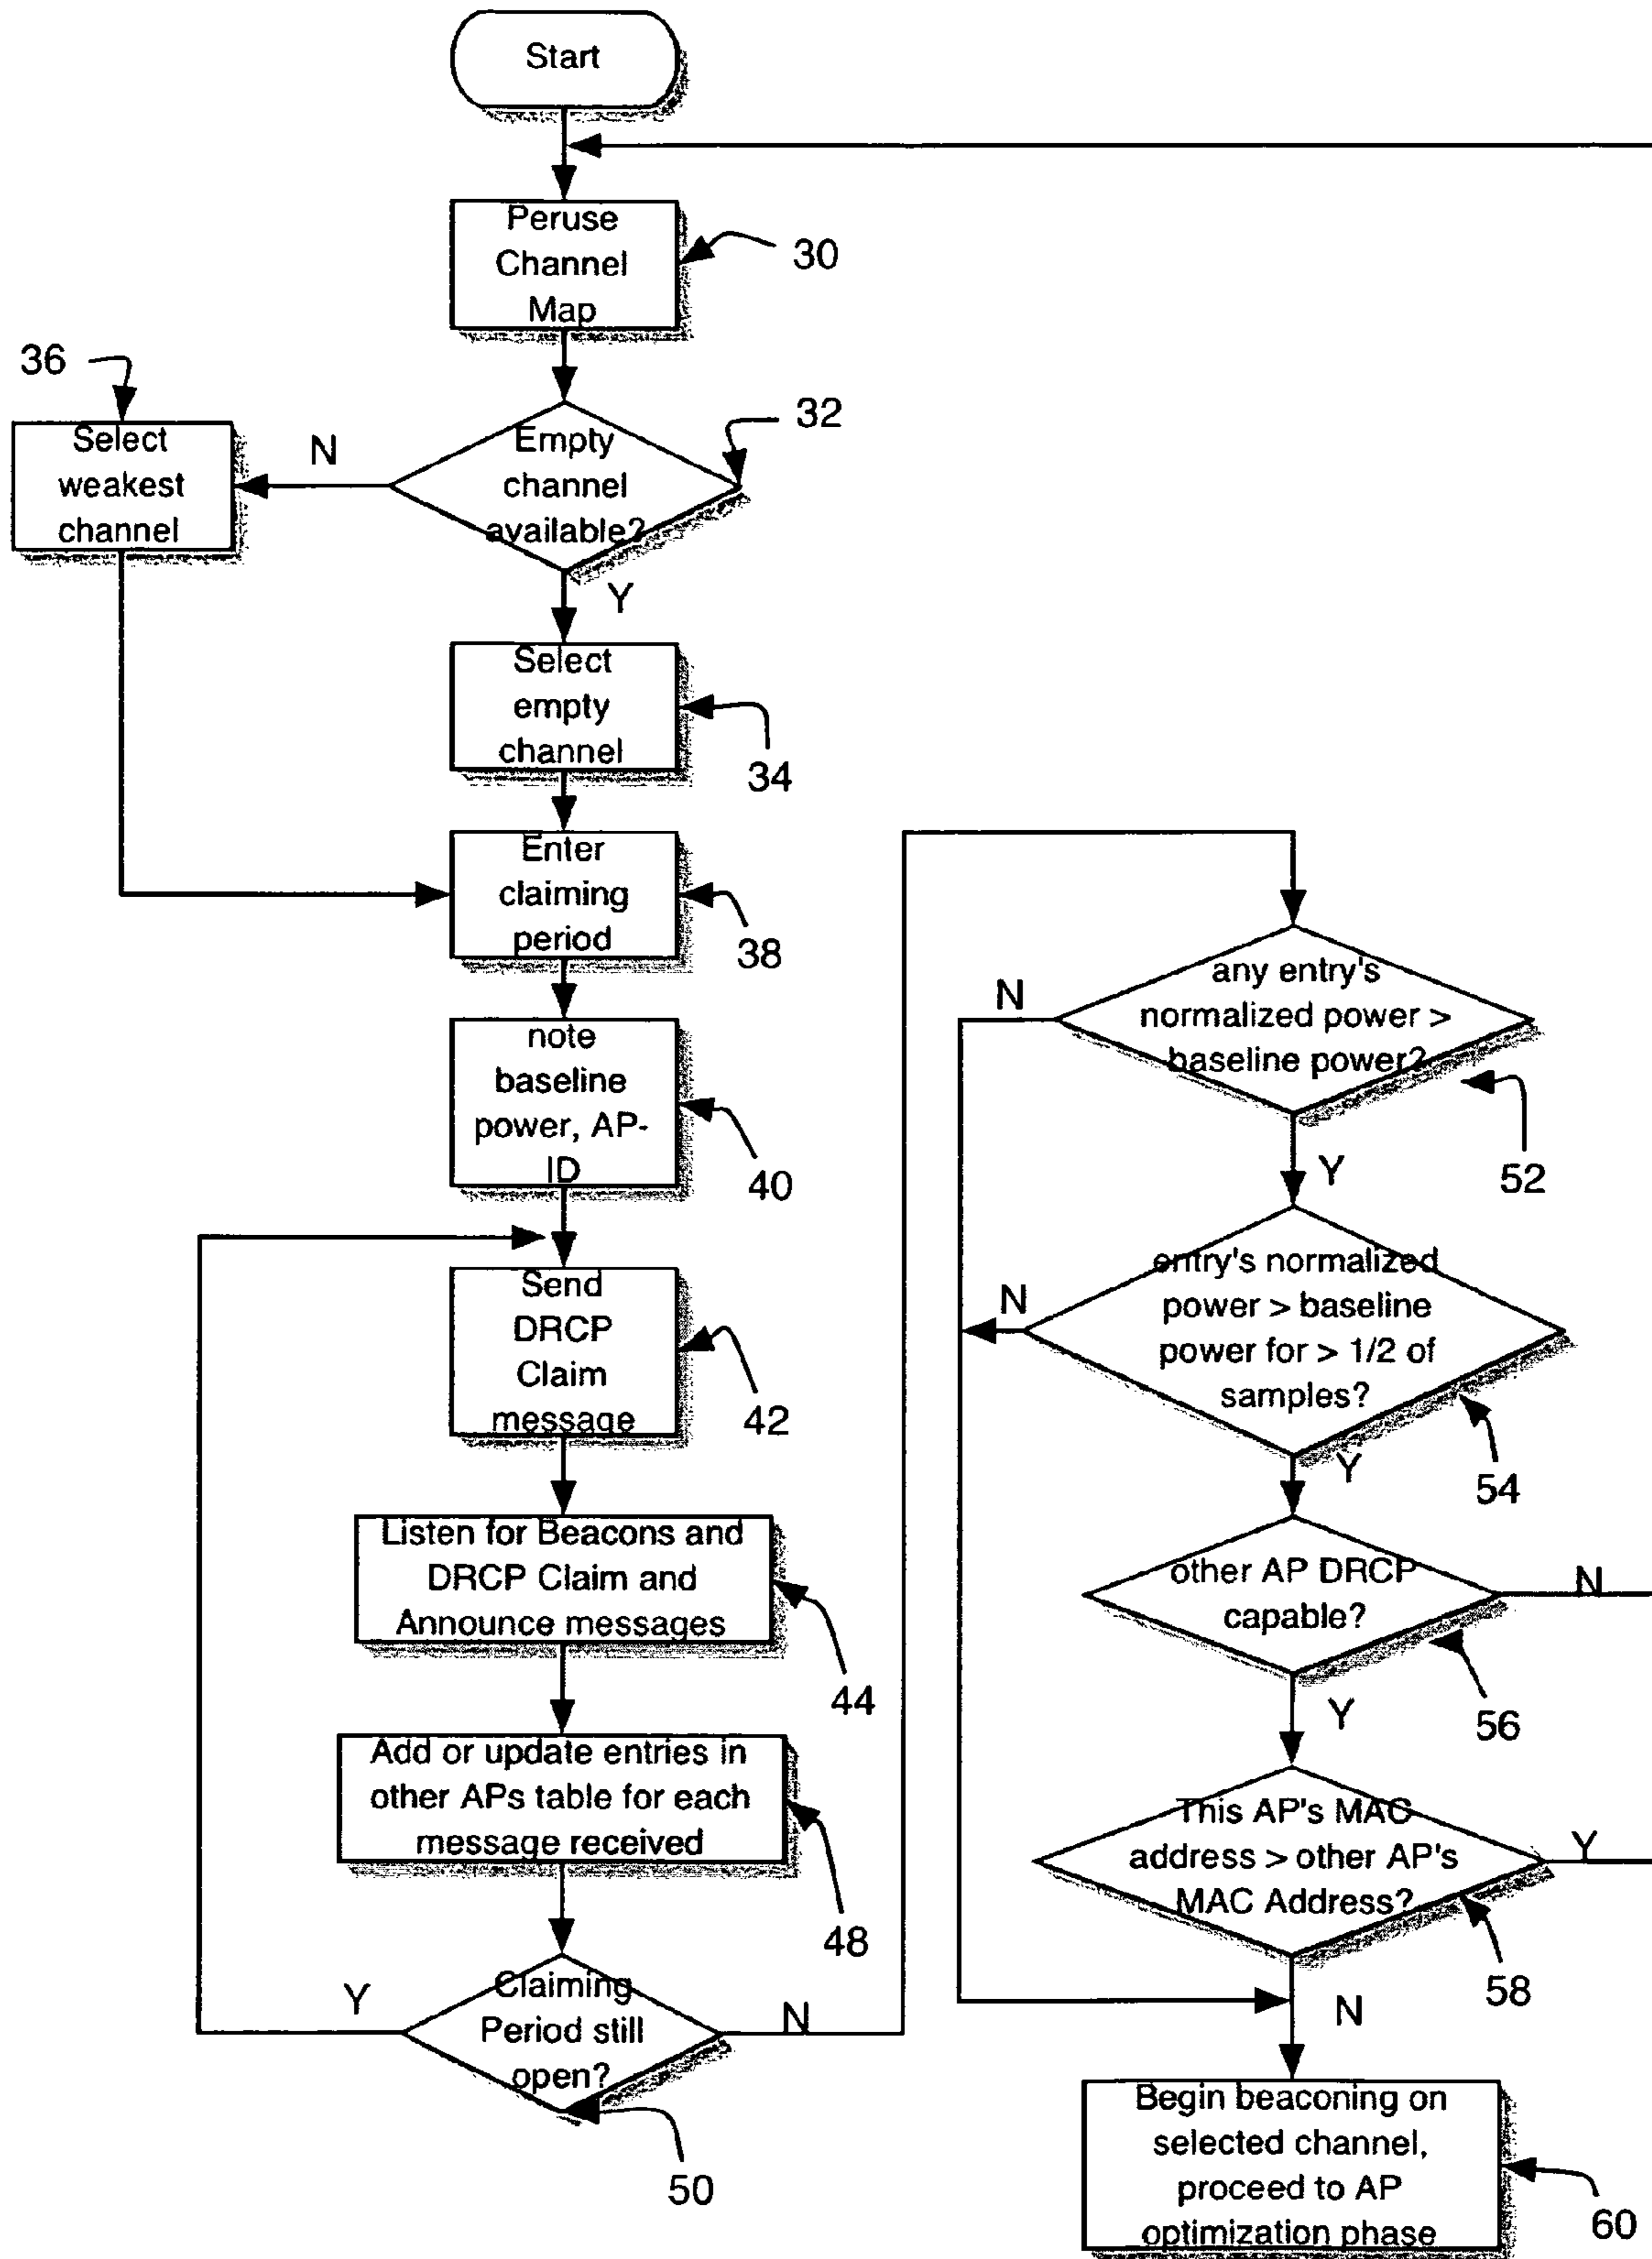 Start
Peruse
Channel
Map
30
36
Select
weakest
channel
N
Empty
channel
available?
32
Y
Select
empty
channel
34
Enter
claiming
period
38
note
baseline
power, AP-
ID
40
Send
DRCP
Claim
message
42
Listen for Beacons and
DRCP Claim and
Announce messages
44
Add or update entries in
other APs table for each
message received
48
Claiming
Period still
open?
Y
N
50
any entry's
normalized power >
baseline power?
N
Y
52
entry's normalized
power > baseline
power for > 1/2 of
samples?
N
Y
54
other AP DRCP
capable?
N
Y
56
This AP's MAC
address > other AP's
MAC Address?
Y
N
58
Begin beaconing on
selected channel,
proceed to AP
optimization phase
60